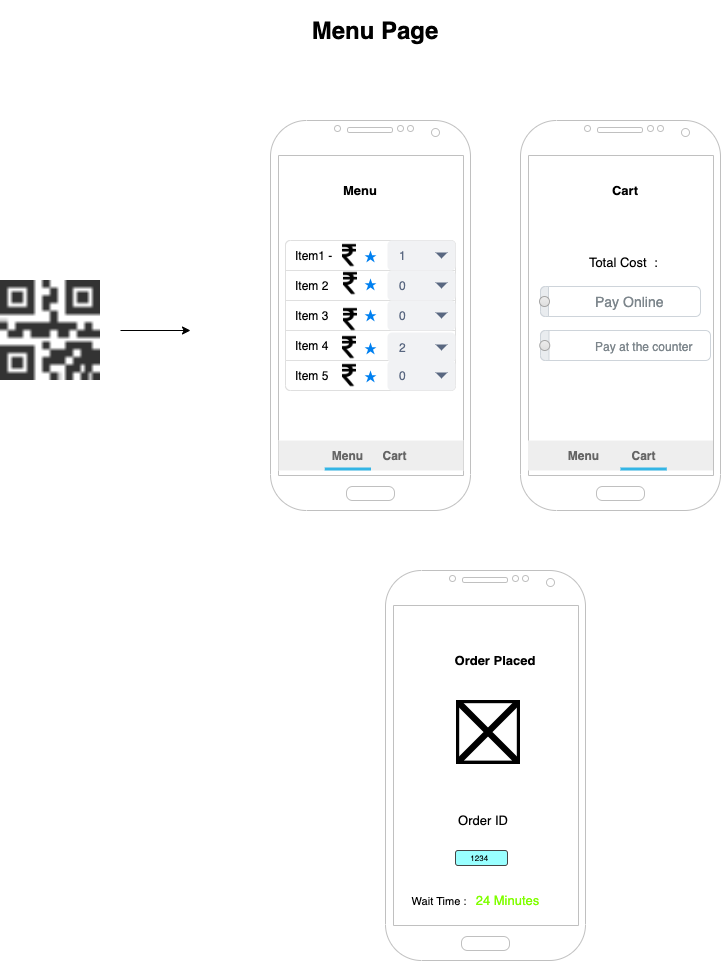 Menu Page
Menu
Item1 - ₹ ★ 1
Item 2 ₹ ★ 0
Item 3 ₹ ★ 0
Item 4 ₹ ★ 2
Item 5 ₹ ★ 0
Menu Cart
Cart
Total Cost :
Pay Online
Pay at the counter
Menu Cart
Order Placed
Order ID
1234
Wait Time : 24 Minutes